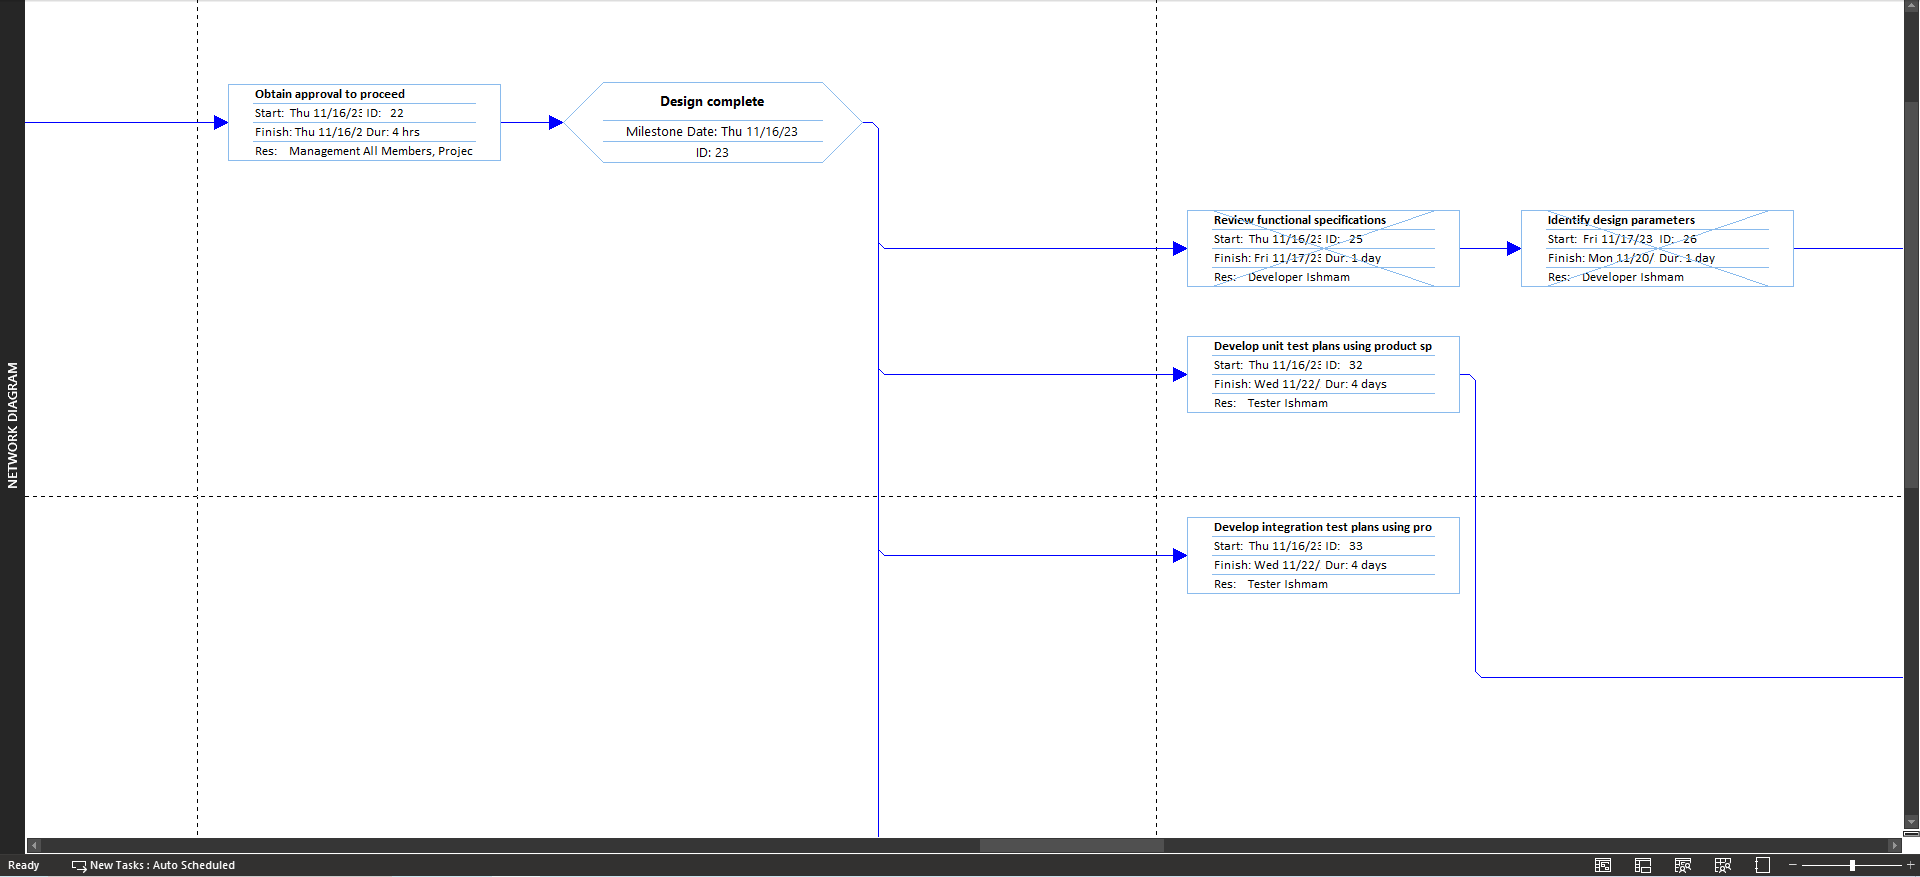 Obtain approval to proceed
Start: Thu 11/16/23 ID: 22
Finish: Thu 11/16/2 Dur: 4 hrs
Res: Management All Members, Projec
Design complete
Milestone Date: Thu 11/16/23
ID: 23
Review functional specifications
Start: Thu 11/16/23 ID: 25
Finish: Fri 11/17/23 Dur: 1 day
Res: Developer Ishmam
Identify design parameters
Start: Fri 11/17/23 ID: 26
Finish: Mon 11/20/ Dur: 1 day
Res: Developer Ishmam
Develop unit test plans using product sp
Start: Thu 11/16/23 ID: 32
Finish: Wed 11/22/ Dur: 4 days
Res: Tester Ishmam
Develop integration test plans using pro
Start: Thu 11/16/23 ID: 33
Finish: Wed 11/22/ Dur: 4 days
Res: Tester Ishmam
NETWORK DIAGRAM
Ready
New Tasks : Auto Scheduled